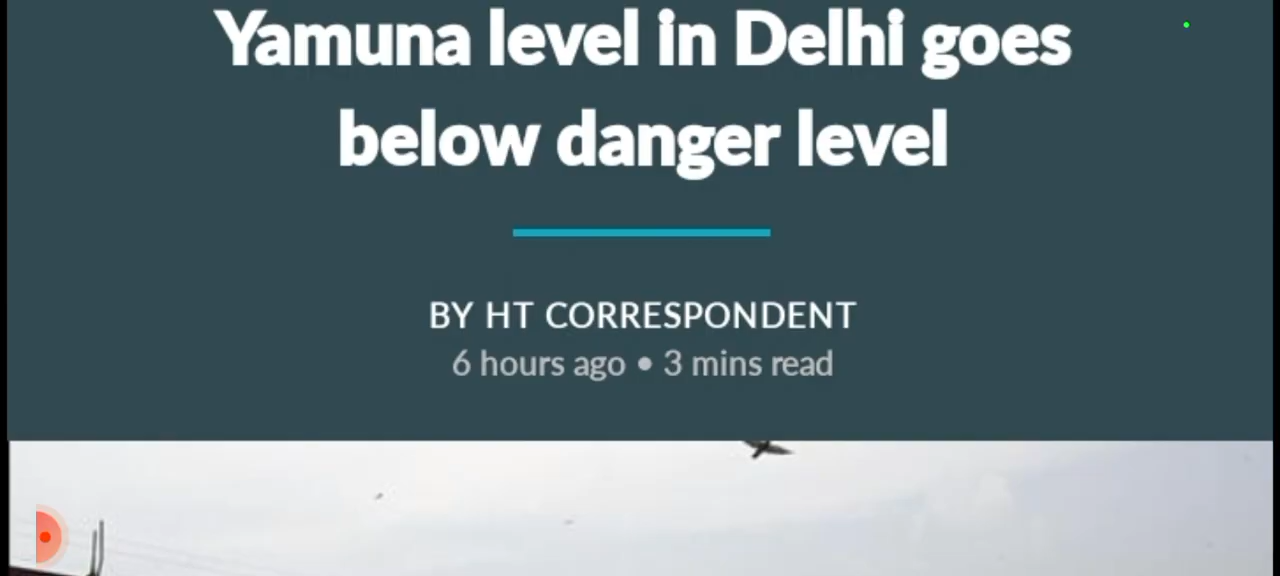 Yamuna level in Delhi goes
below danger level
BY HT CORRESPONDENT
6 hours ago • 3 mins read